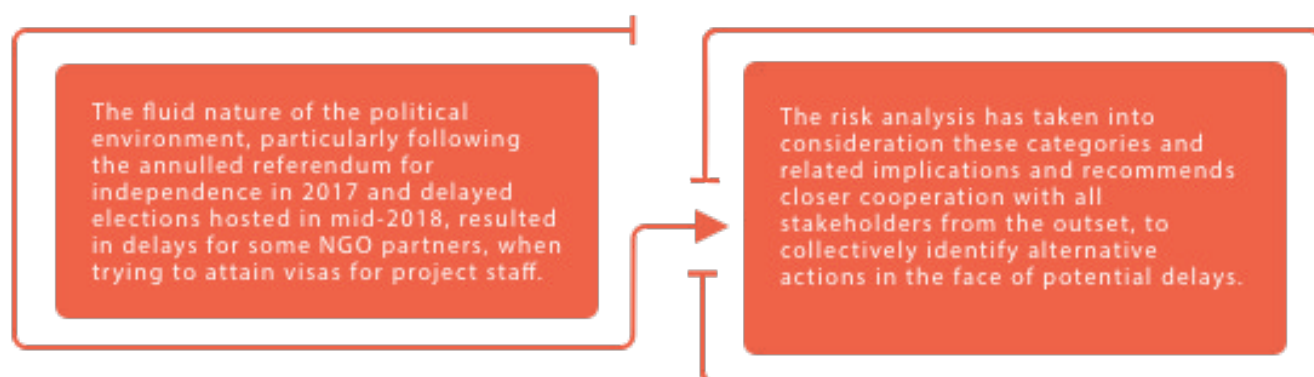 The fluid nature of the political
environment, particularly following
the annulled referendum for
independence in 2017 and delayed
elections hosted in mid-2018, resulted
in delays for some NGO partners, when
trying to attain visas for project staff.
The risk analysis has taken into
consideration these categories and
related implications and recommends
closer cooperation with all
stakeholders from the outset, to
collectively identify alternative
actions in the face of potential delays.